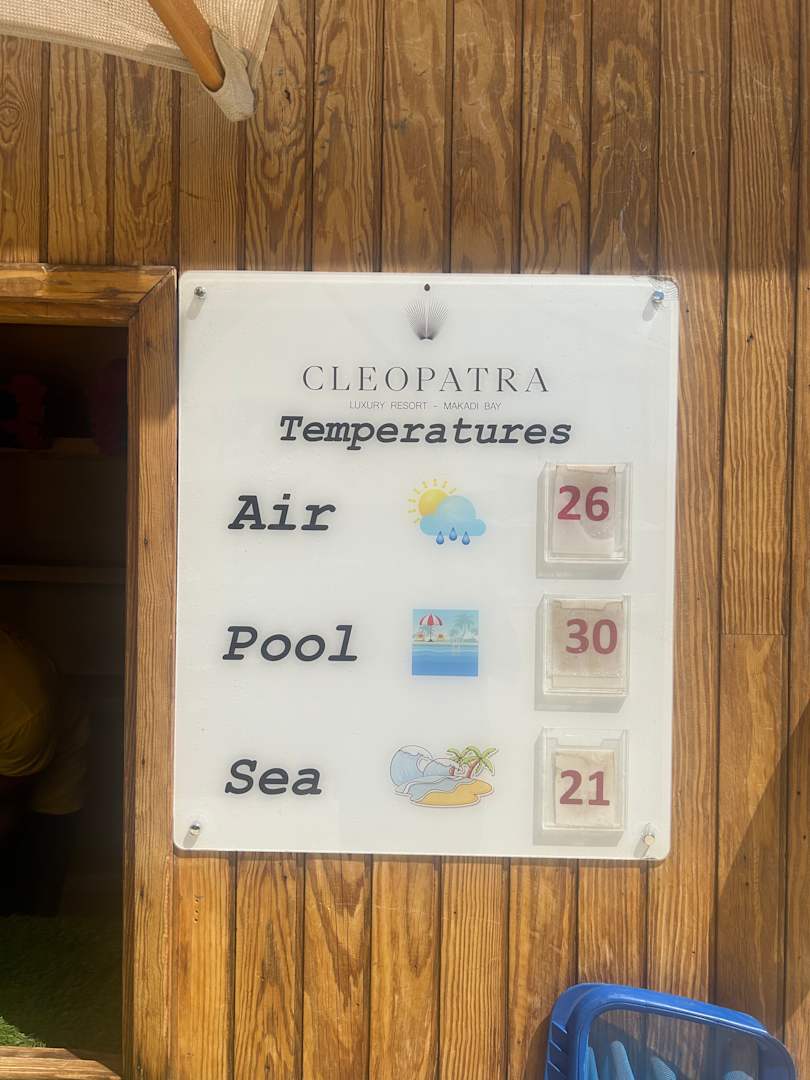 CLEOPATRA
LUXURY RESORT - MAKADI BAY
Temperatures
Air 26
Pool 30
Sea 21